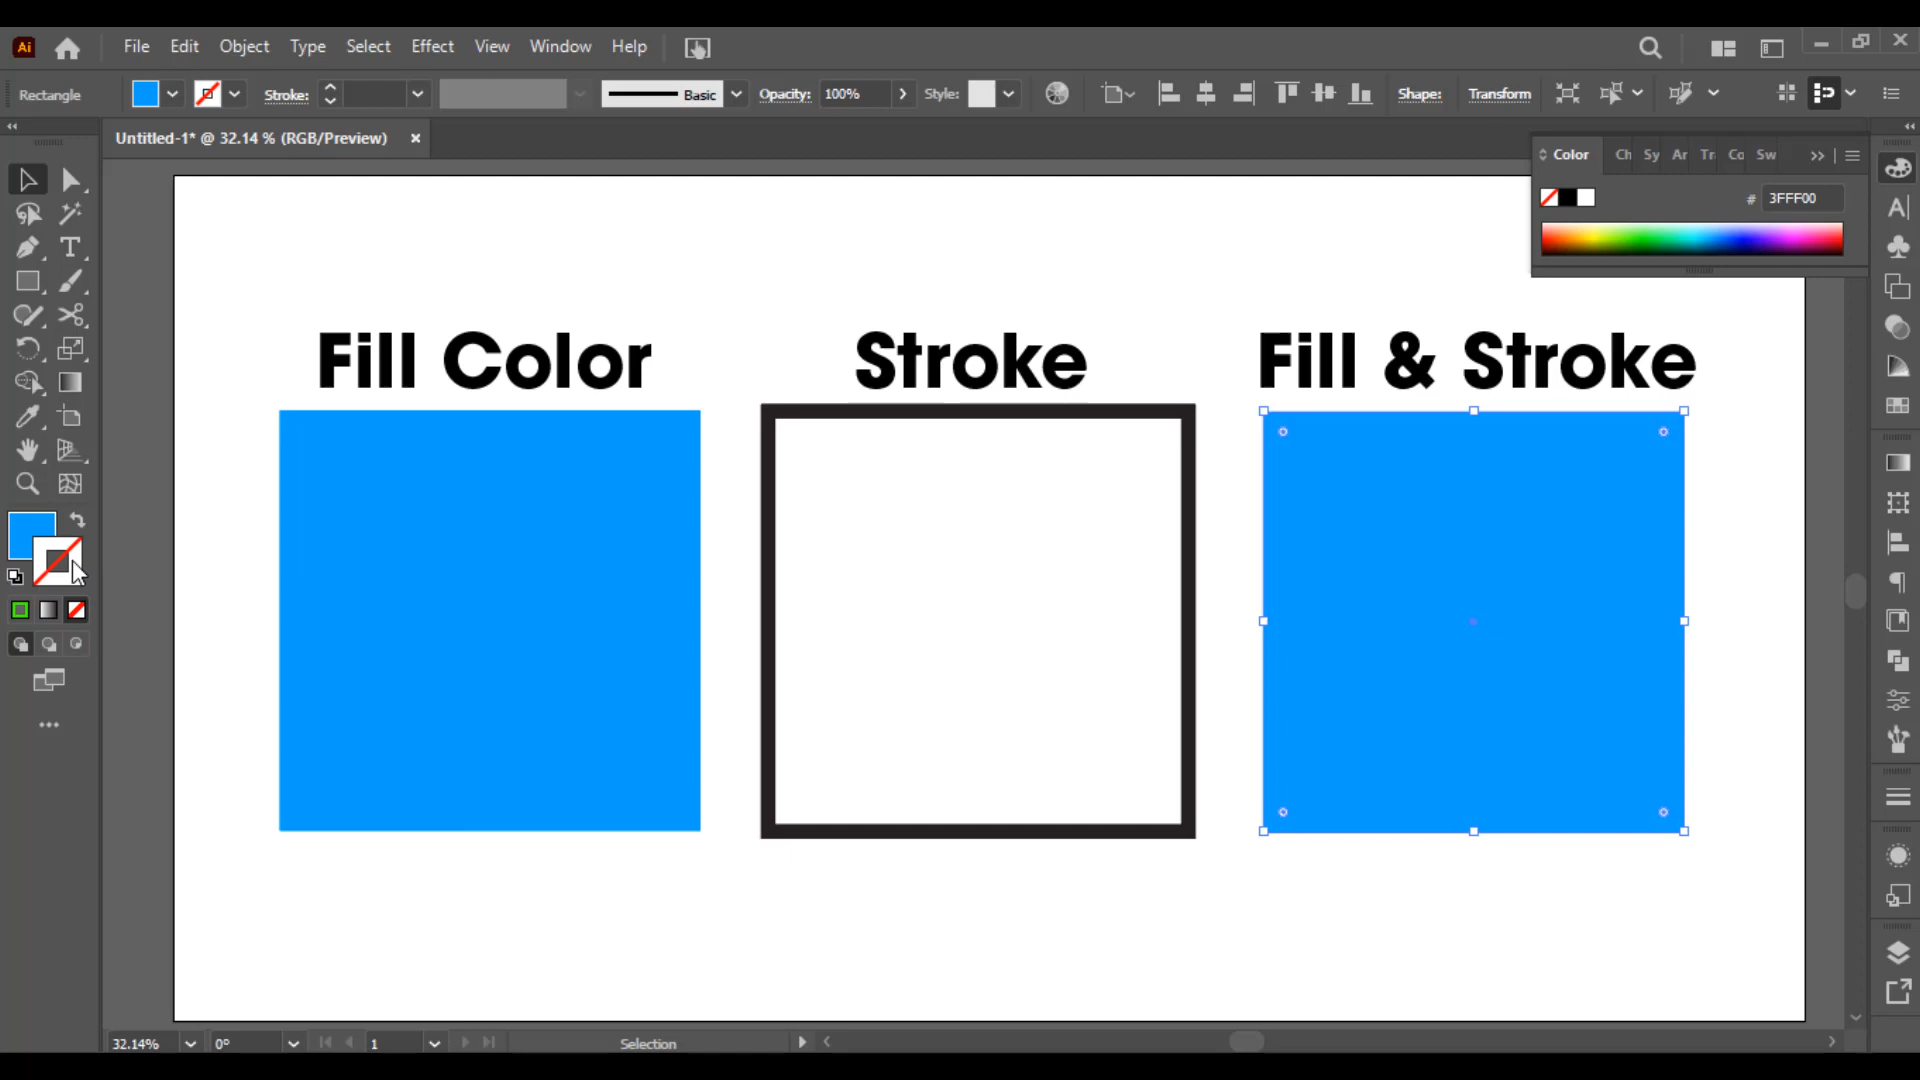 Ai File Edit Object Type Select Effect View Window Help
Rectangle Stroke: Basic Opacity: 100% Style: Shape: Transform
Untitled-1* @ 32.14 % (RGB/Preview) ×
Color Ch Sy Ar Tr Co Sw
# 3FFF00
Fill Color Stroke Fill & Stroke
32.14% 0° 1 Selection